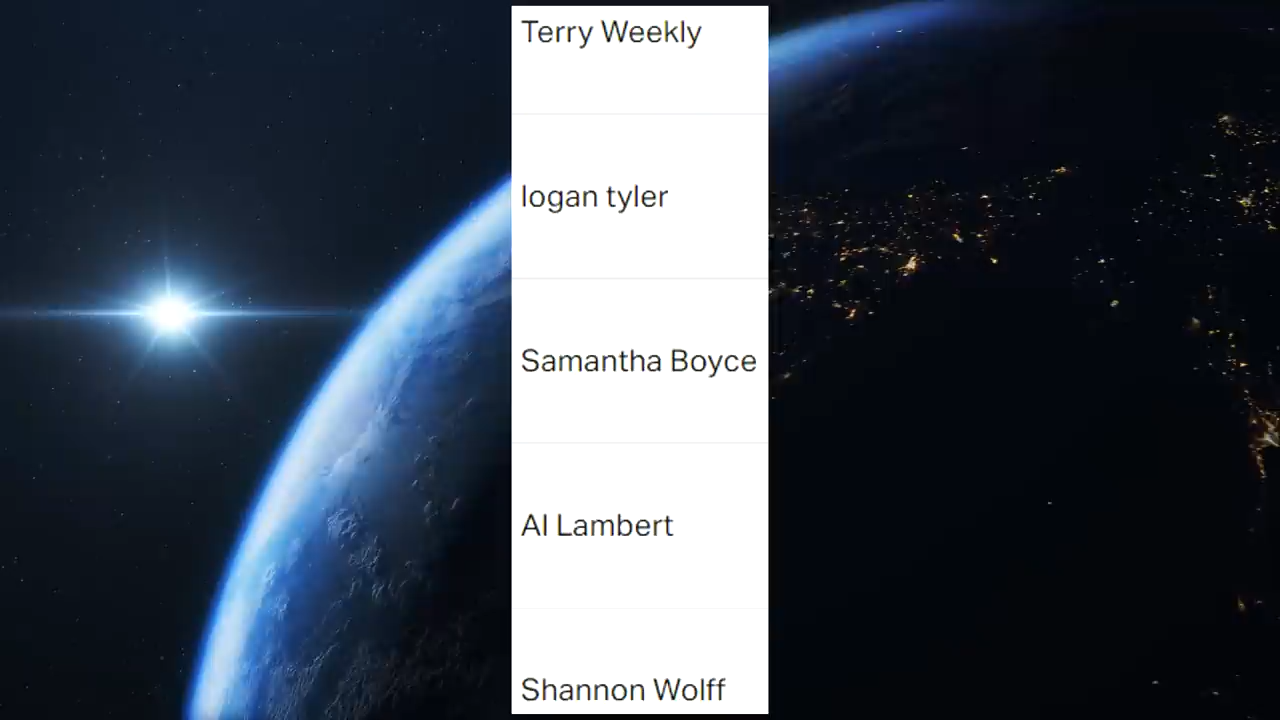 Terry Weekly
logan tyler
Samantha Boyce
Al Lambert
Shannon Wolff